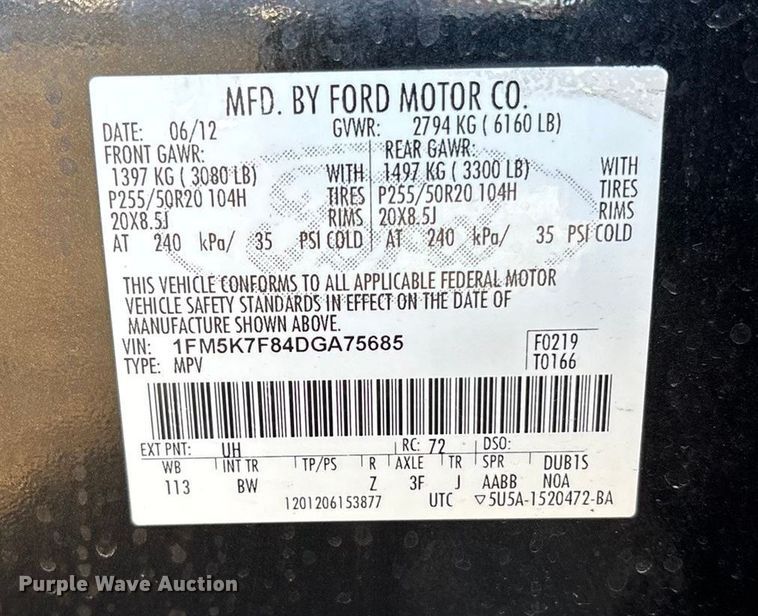 MFD. BY FORD MOTOR CO.
DATE: 06/12 GVWR: 2794 KG ( 6160 LB)
FRONT GAWR: REAR GAWR:
1397 KG ( 3080 LB) WITH 1497 KG ( 3300 LB) WITH
P255/50R20 104H TIRES P255/50R20 104H TIRES
20X8.5J RIMS 20X8.5J RIMS
AT 240 kPa/ 35 PSI COLD AT 240 kPa/ 35 PSI COLD
THIS VEHICLE CONFORMS TO ALL APPLICABLE FEDERAL MOTOR
VEHICLE SAFETY STANDARDS IN EFFECT ON THE DATE OF
MANUFACTURE SHOWN ABOVE.
VIN: 1FM5K7F84DGA75685 F0219
TYPE: MPV T0166
EXT PNT: UH RC: 72 DSO:
WB INT TR TP/PS R AXLE TR SPR DUB1S
113 BW Z 3F J AABB NOA
1201206153877 UTC ▽5U5A-1520472-BA
Purple Wave Auction